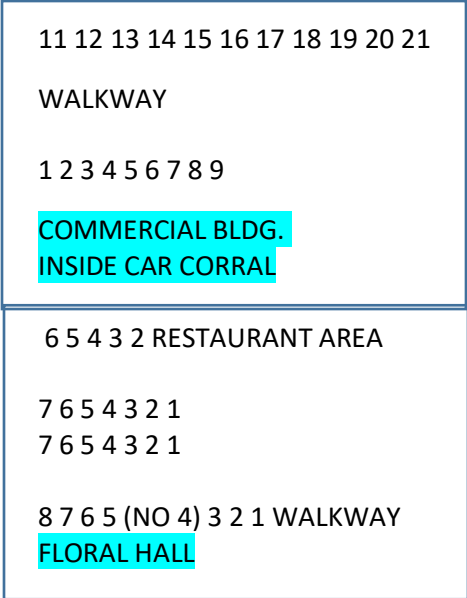 11 12 13 14 15 16 17 18 19 20 21
WALKWAY
1 2 3 4 5 6 7 8 9
COMMERCIAL BLDG.
INSIDE CAR CORRAL
6 5 4 3 2 RESTAURANT AREA
7 6 5 4 3 2 1
7 6 5 4 3 2 1
8 7 6 5 (NO 4) 3 2 1 WALKWAY
FLORAL HALL